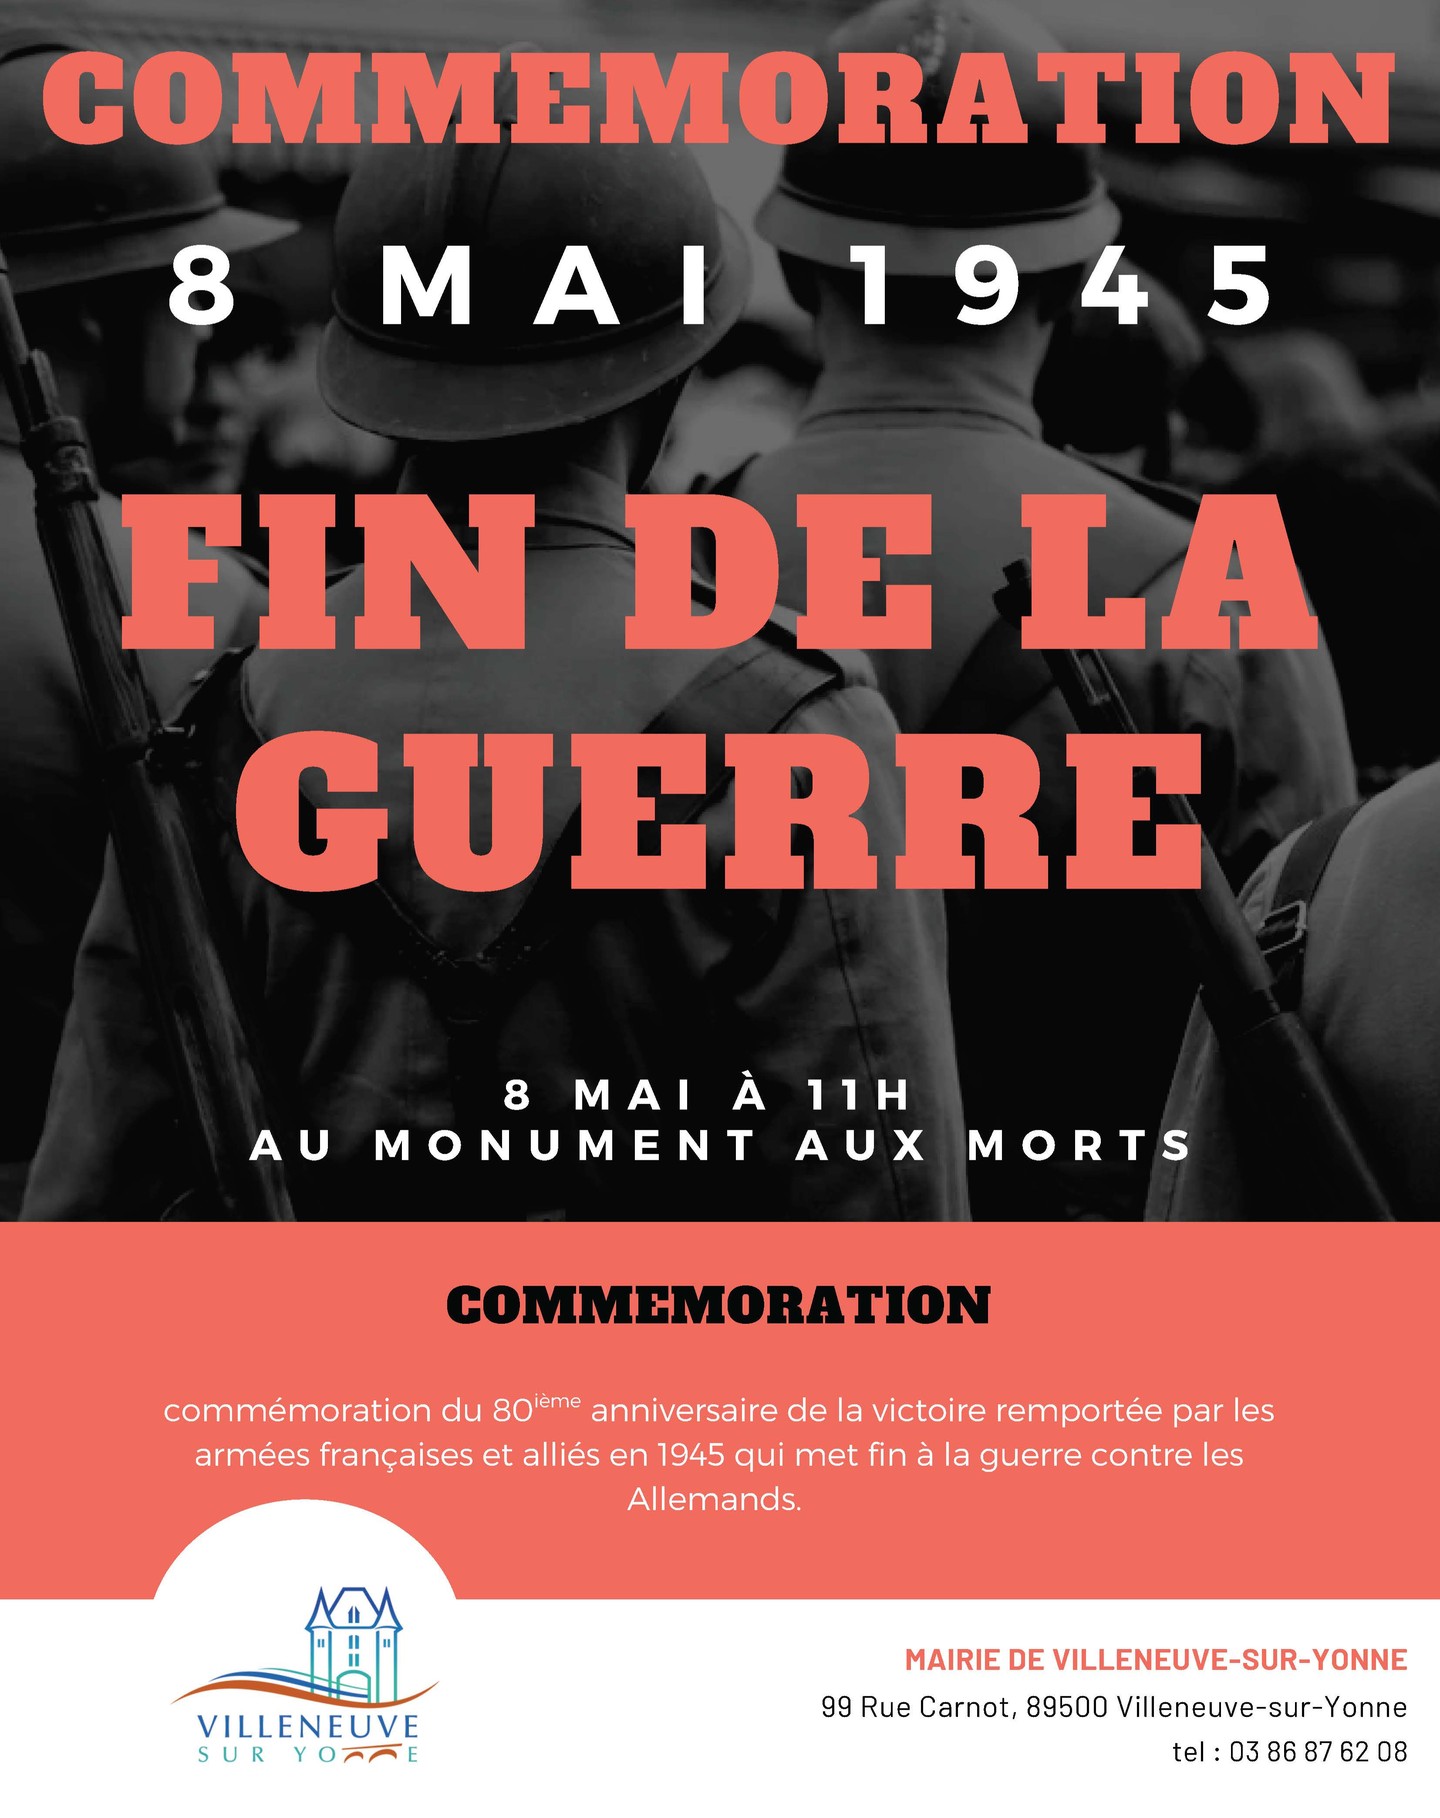 COMMEMORATION
8 MAI 1945
FIN DE LA
GUERRE
8 MAI À 11H
AU MONUMENT AUX MORTS
COMMEMORATION
commémoration du 80ième anniversaire de la victoire remportée par les
armées françaises et alliés en 1945 qui met fin à la guerre contre les
Allemands.
VILLENEUVE
SUR YONNE
MAIRIE DE VILLENEUVE-SUR-YONNE
99 Rue Carnot, 89500 Villeneuve-sur-Yonne
tel : 03 86 87 62 08